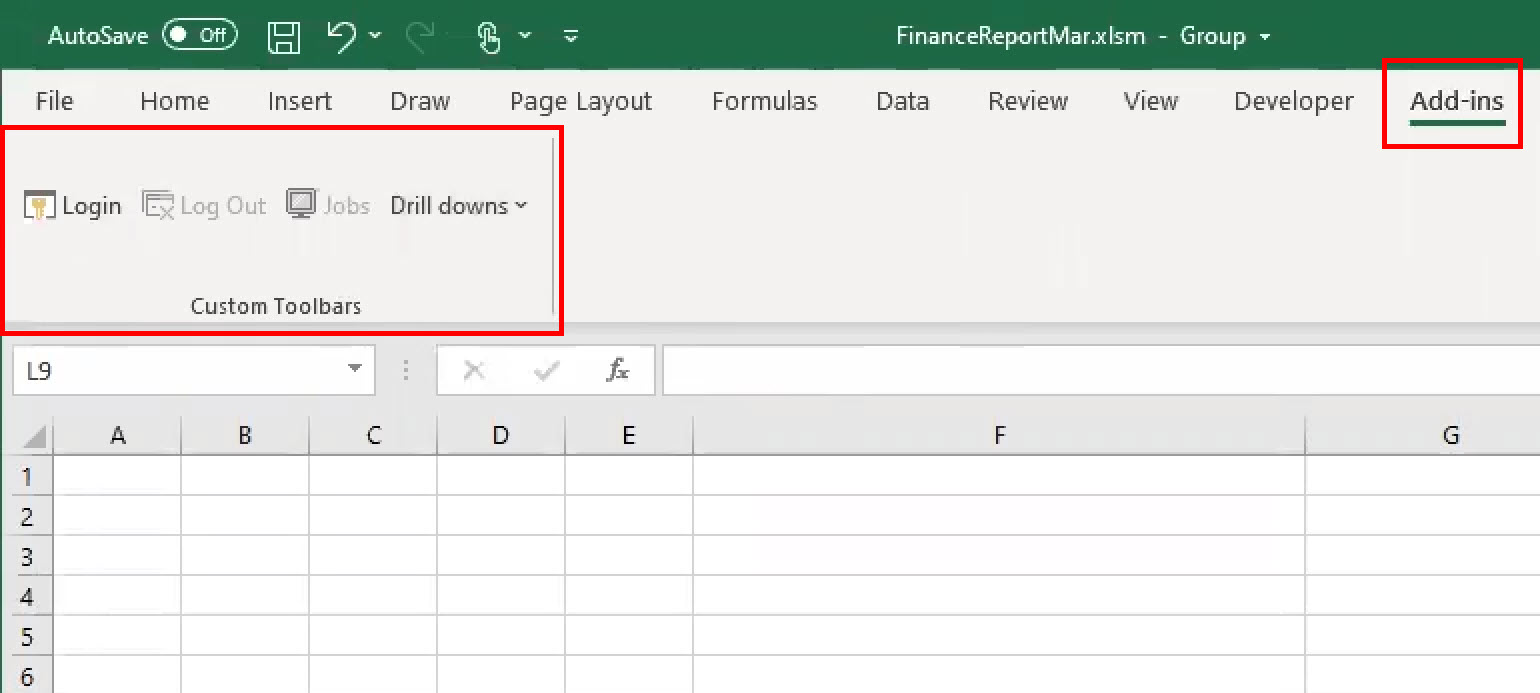 AutoSave Off FinanceReportMar.xlsm - Group
File Home Insert Draw Page Layout Formulas Data Review View Developer Add-ins
Login Log Out Jobs Drill downs
Custom Toolbars
L9 fx
A B C D E F G
1
2
3
4
5
6